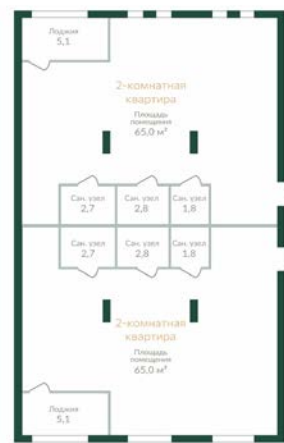 Лоджия
5,1
2-комнатная
квартира
Площадь
помещения
65,0 м²
Сан. узел
2,7
Сан. узел
2,8
Сан. узел
1,8
Сан. узел
2,7
Сан. узел
2,8
Сан. узел
1,8
2-комнатная
квартира
Площадь
помещения
65,0 м²
Лоджия
5,1